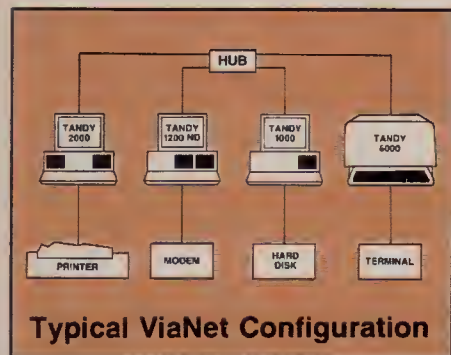 HUB
TANDY
2000
TANDY
1200 HD
TANDY
1000
TANDY
6000
PRINTER
MODEM
HARD
DISK
TERMINAL
Typical ViaNet Configuration